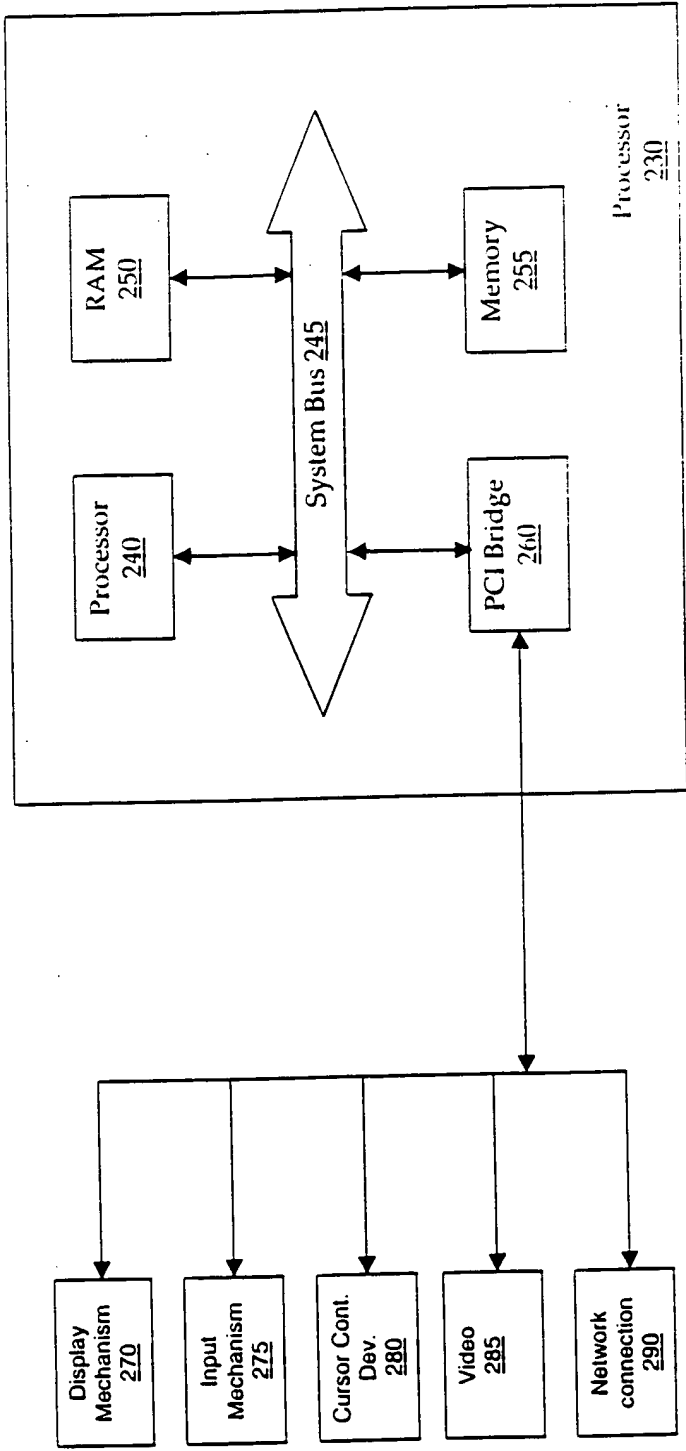 Display
Mechanism
270
Input
Mechanism
275
Cursor Cont.
Dev.
280
Video
285
Network
connection
290
Processor
240
RAM
250
System Bus 245
PCI Bridge
260
Memory
255
Processor
230